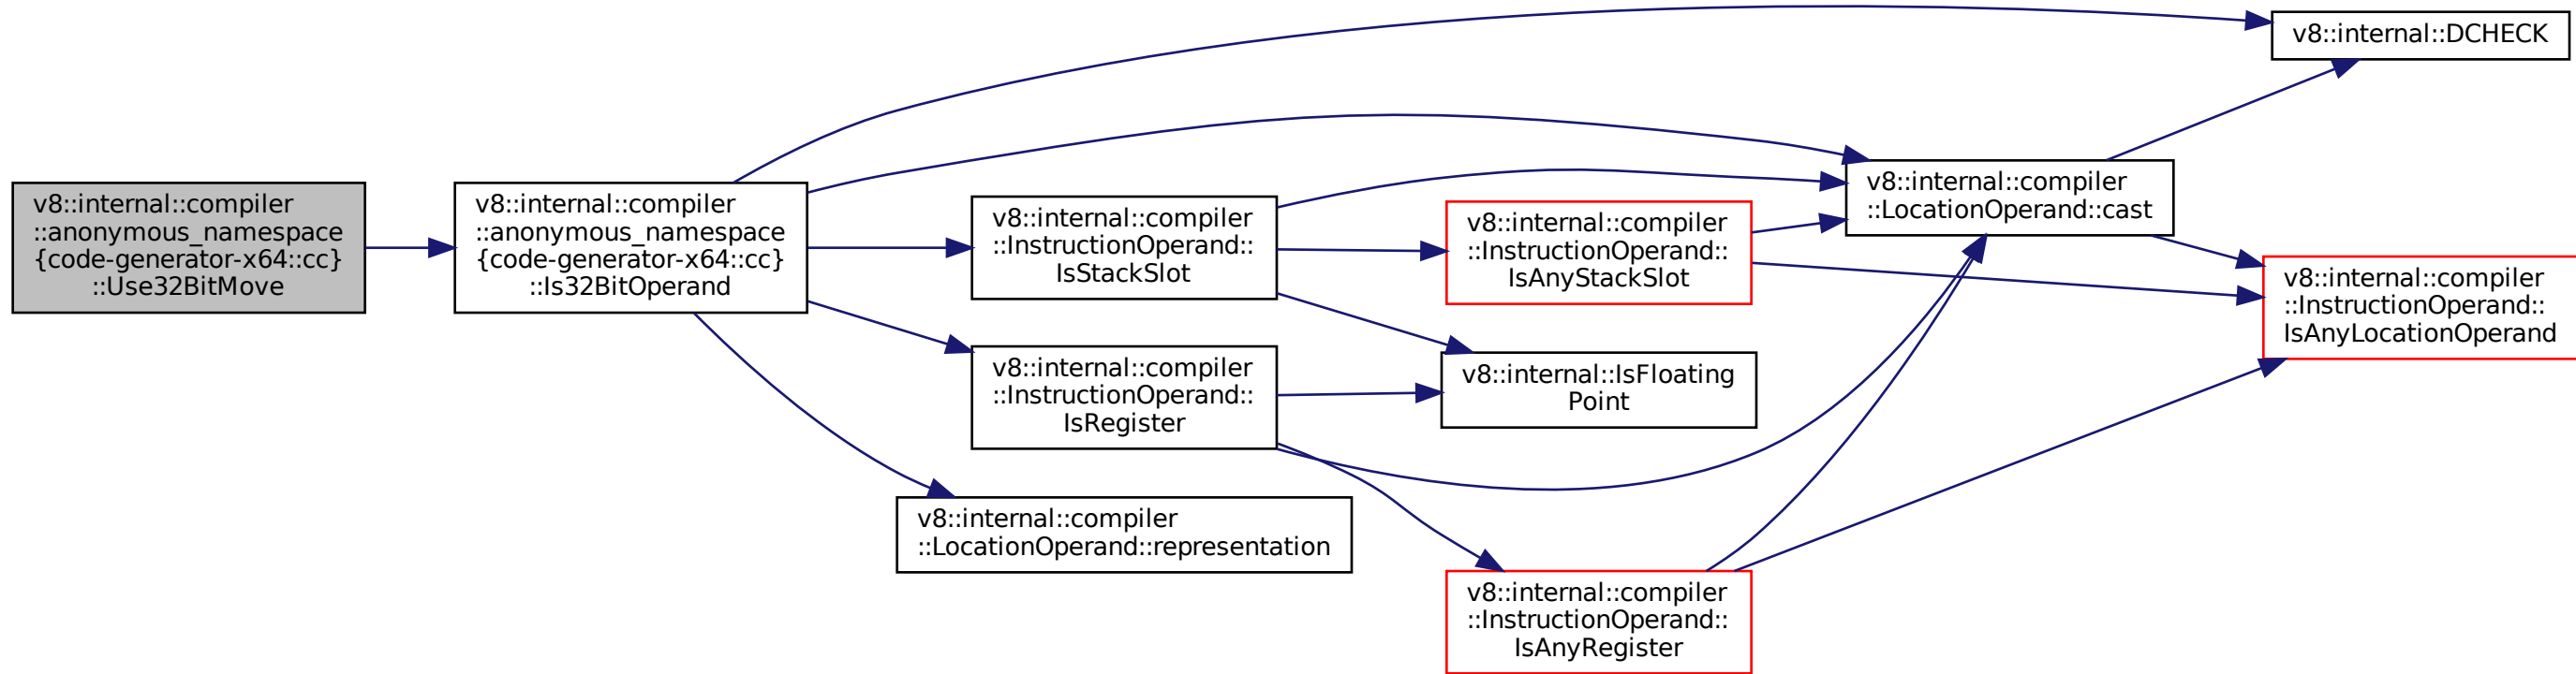 v8::internal::compiler
::anonymous_namespace
{code-generator-x64::cc}
::Use32BitMove
v8::internal::compiler
::anonymous_namespace
{code-generator-x64::cc}
::Is32BitOperand
v8::internal::compiler
::InstructionOperand::
IsStackSlot
v8::internal::compiler
::InstructionOperand::
IsRegister
v8::internal::compiler
::LocationOperand::representation
v8::internal::compiler
::InstructionOperand::
IsAnyStackSlot
v8::internal::IsFloating
Point
v8::internal::compiler
::InstructionOperand::
IsAnyRegister
v8::internal::compiler
::LocationOperand::cast
v8::internal::DCHECK
v8::internal::compiler
::InstructionOperand::
IsAnyLocationOperand